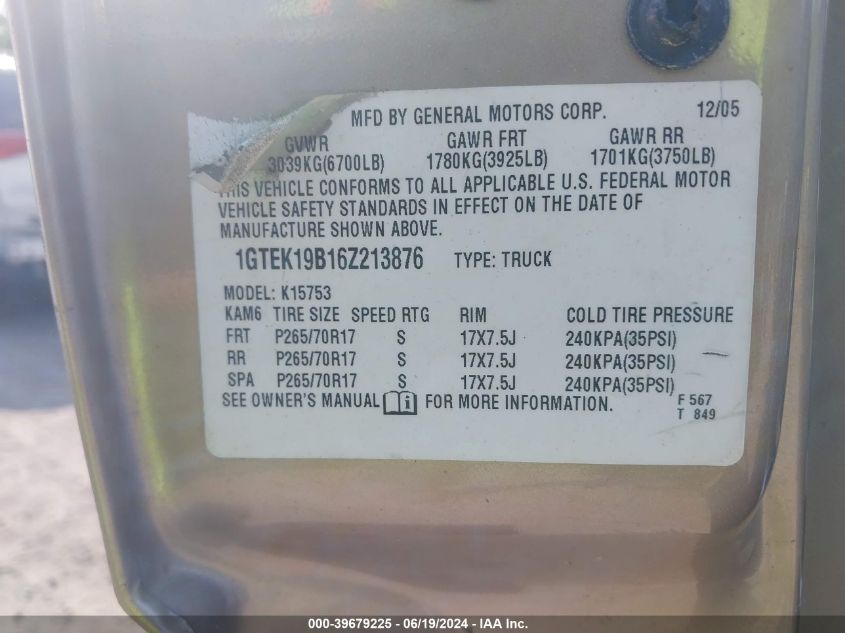 MFD BY GENERAL MOTORS CORP. 12/05
GVWR GAWR FRT GAWR RR
3039KG(6700LB) 1780KG(3925LB) 1701KG(3750LB)
THIS VEHICLE CONFORMS TO ALL APPLICABLE U.S. FEDERAL MOTOR
VEHICLE SAFETY STANDARDS IN EFFECT ON THE DATE OF
MANUFACTURE SHOWN ABOVE.
1GTEK19B16Z213876 TYPE: TRUCK
MODEL: K15753
KAM6 TIRE SIZE SPEED RTG RIM COLD TIRE PRESSURE
FRT P265/70R17 S 17X7.5J 240KPA(35PSI)
RR P265/70R17 S 17X7.5J 240KPA(35PSI)
SPA P265/70R17 S 17X7.5J 240KPA(35PSI)
SEE OWNER'S MANUAL FOR MORE INFORMATION. F 567
T 849
000-39679225 - 06/19/2024 - IAA Inc.